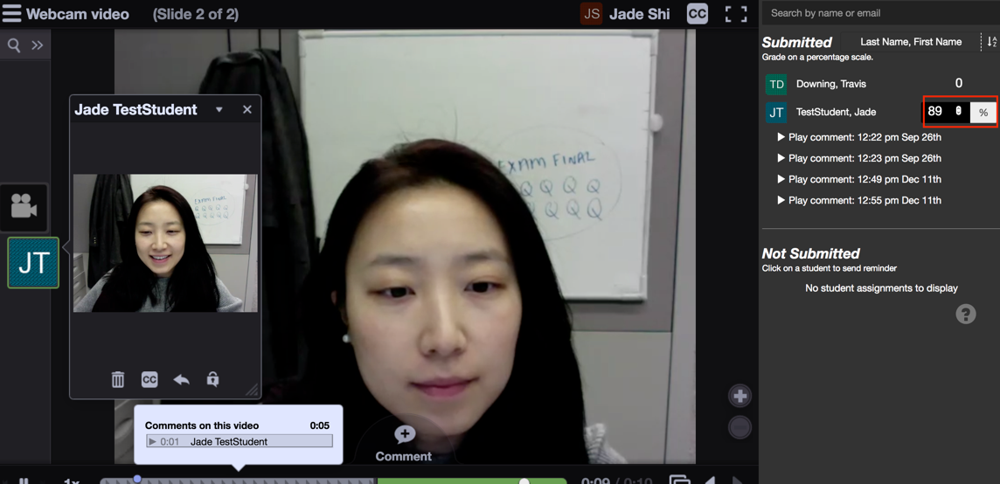 Webcam video (Slide 2 of 2)
JS Jade Shi CC
Search by name or email
Submitted
Last Name, First Name
A
Z
Grade on a percentage scale.
TD Downing, Travis 0
JT TestStudent, Jade 89 %
Play comment: 12:22 pm Sep 26th
Play comment: 12:23 pm Sep 26th
Play comment: 12:49 pm Dec 11th
Play comment: 12:55 pm Dec 11th
Not Submitted
Click on a student to send reminder
No student assignments to display
?
Jade TestStudent
EXAM FINAL
CC
JT
EXAM FINAL
Q Q Q Q
Q Q Q
Comments on this video 0:05
0:01 Jade TestStudent
Comment
1x
0:09 / 0:10